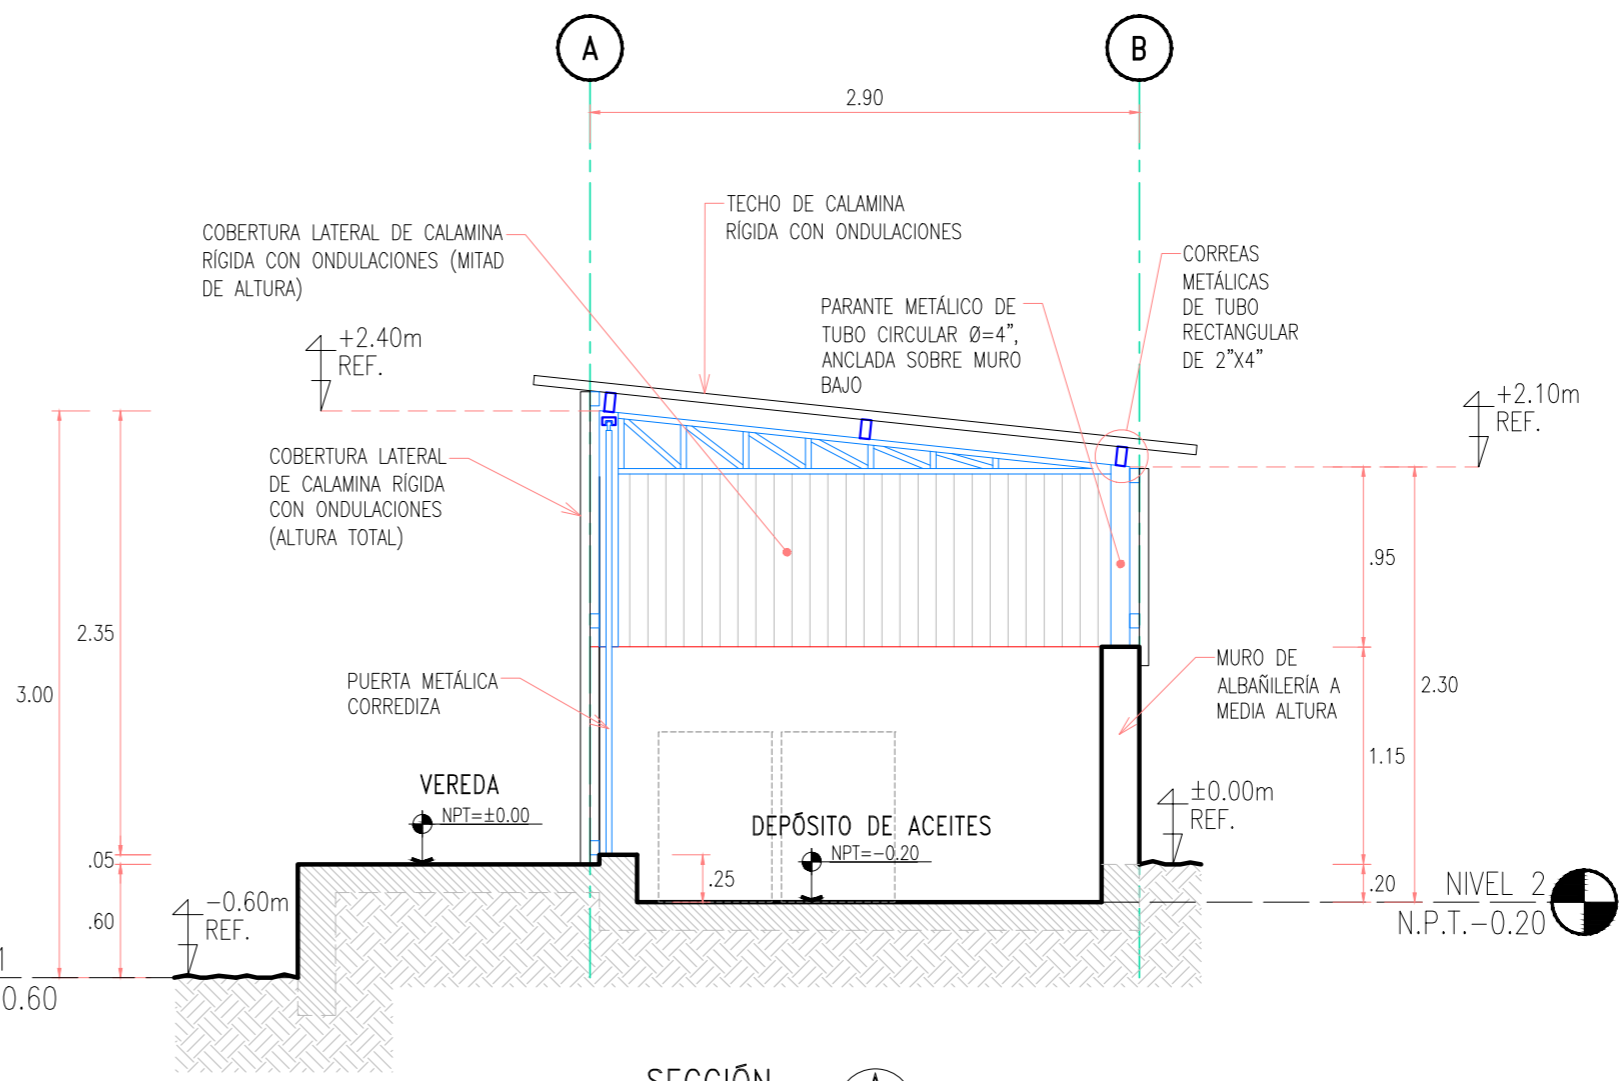 A
B
2.90
TECHO DE CALAMINA
RÍGIDA CON ONDULACIONES
COBERTURA LATERAL DE CALAMINA
RÍGIDA CON ONDULACIONES (MITAD
DE ALTURA)
CORREAS
METÁLICAS
DE TUBO
RECTANGULAR
DE 2"X4"
PARANTE METÁLICO DE
TUBO CIRCULAR Ø=4",
ANCLADA SOBRE MURO
BAJO
+2.40m
REF.
+2.10m
REF.
COBERTURA LATERAL
DE CALAMINA RÍGIDA
CON ONDULACIONES
(ALTURA TOTAL)
.95
2.35
3.00
PUERTA METÁLICA
CORREDIZA
MURO DE
ALBAÑILERÍA A
MEDIA ALTURA
2.30
1.15
VEREDA
NPT=±0.00
±0.00m
REF.
DEPÓSITO DE ACEITES
NPT=-0.20
.05
.25
.20
.60
-0.60m
REF.
NIVEL 2
N.P.T.-0.20
1
0.60
SECCIÓN